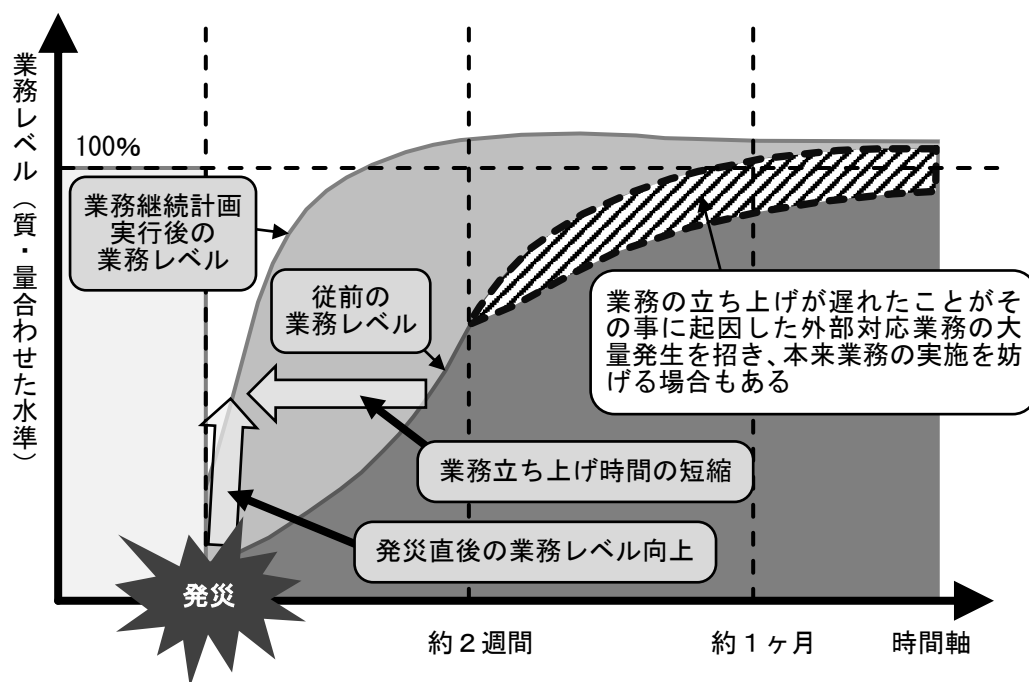 業務レベル（質・量合わせた水準）
100%
業務継続計画
実行後の
業務レベル
従前の
業務レベル
業務の立ち上げが遅れたことがそ
の事に起因した外部対応業務の大
量発生を招き、本来業務の実施を妨
げる場合もある
業務立ち上げ時間の短縮
発災直後の業務レベル向上
発災
約２週間
約１ヶ月
時間軸